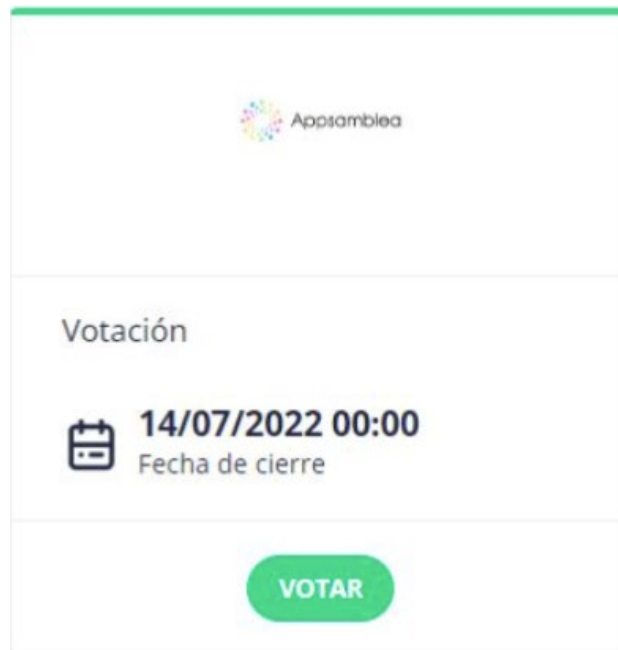 Appsamblea
Votación
14/07/2022 00:00
Fecha de cierre
VOTAR